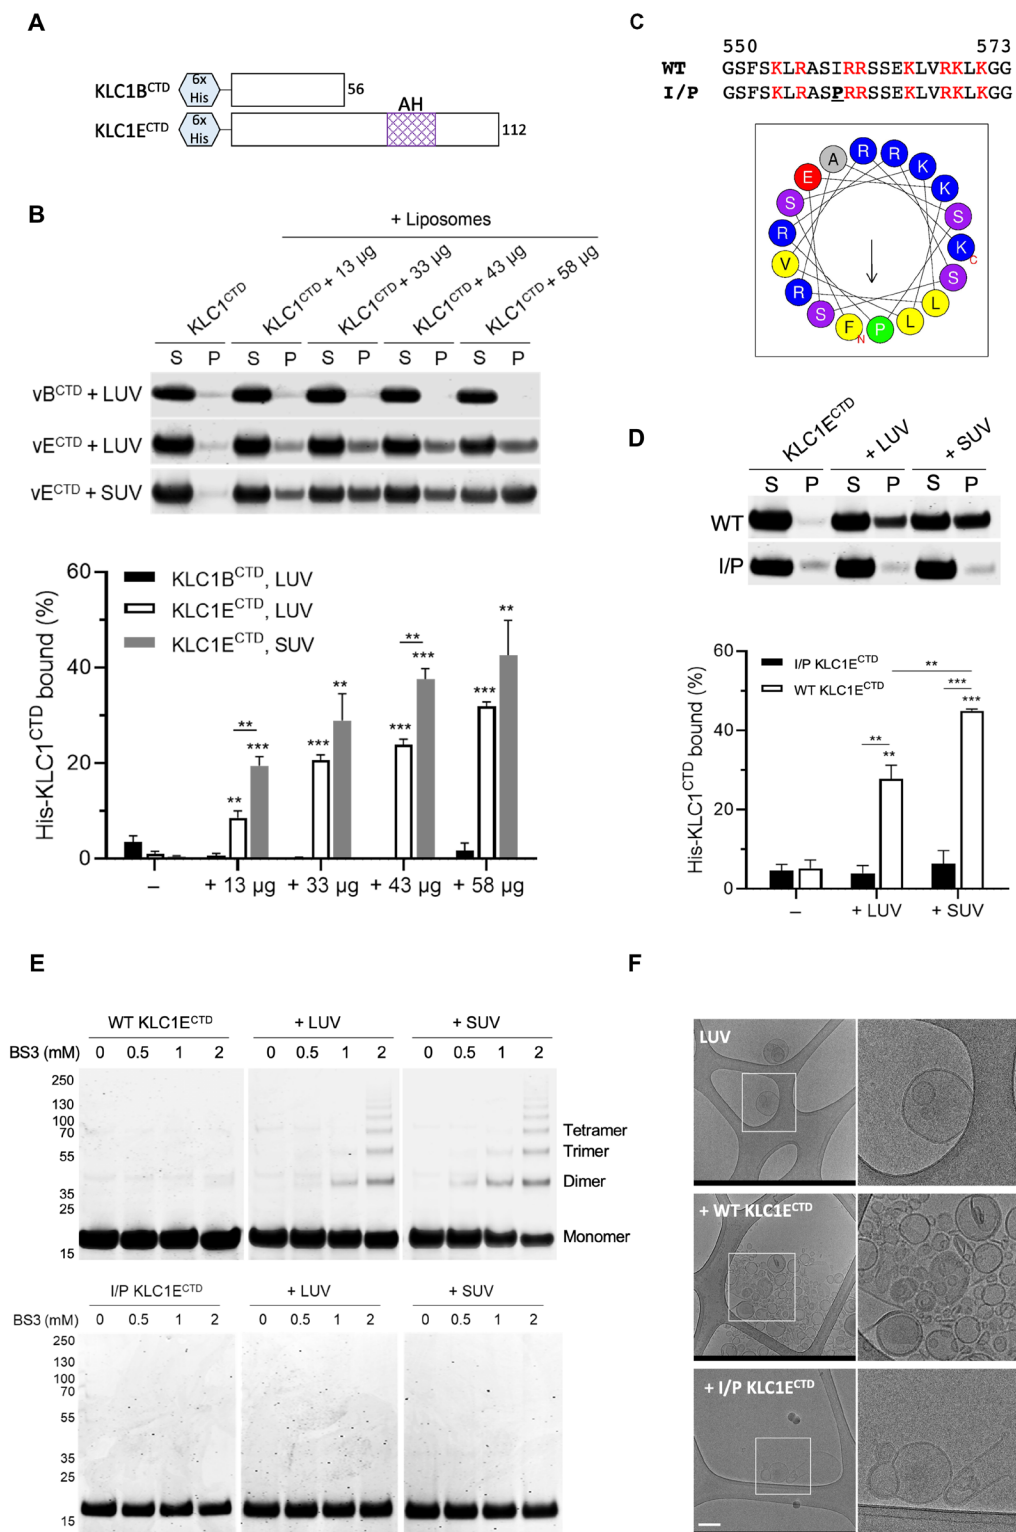 A
KLC1B^CTD 6x His 56
AH
KLC1E^CTD 6x His 112
B
+ Liposomes
KLC1^CTD KLC1^CTD + 13 µg KLC1^CTD + 33 µg KLC1^CTD + 43 µg KLC1^CTD + 58 µg
S P S P S P S P S P
vB^CTD + LUV
vE^CTD + LUV
vE^CTD + SUV
His-KLC1^CTD bound (%)
60
40
20
0
KLC1B^CTD, LUV
KLC1E^CTD, LUV
KLC1E^CTD, SUV
** ** *** *** ** *** ** *** *** **
– + 13 µg + 33 µg + 43 µg + 58 µg
C
550 573
WT GSFSKLRASIRRSSEKLVRKLKGG
I/P GSFSKLRASPRRSSEKLVRKLKGG
A R R K K S K C S L L P F N S R V R S E
D
KLC1E^CTD + LUV + SUV
S P S P S P
WT
I/P
His-KLC1^CTD bound (%)
60
40
20
0
I/P KLC1E^CTD
WT KLC1E^CTD
** ** ** *** ***
– + LUV + SUV
E
WT KLC1E^CTD + LUV + SUV
BS3 (mM) 0 0.5 1 2 0 0.5 1 2 0 0.5 1 2
250
130
100
70
55
35
25
15
Tetramer
Trimer
Dimer
Monomer
I/P KLC1E^CTD + LUV + SUV
BS3 (mM) 0 0.5 1 2 0 0.5 1 2 0 0.5 1 2
250
130
100
70
55
35
25
15
F
LUV
+ WT KLC1E^CTD
+ I/P KLC1E^CTD